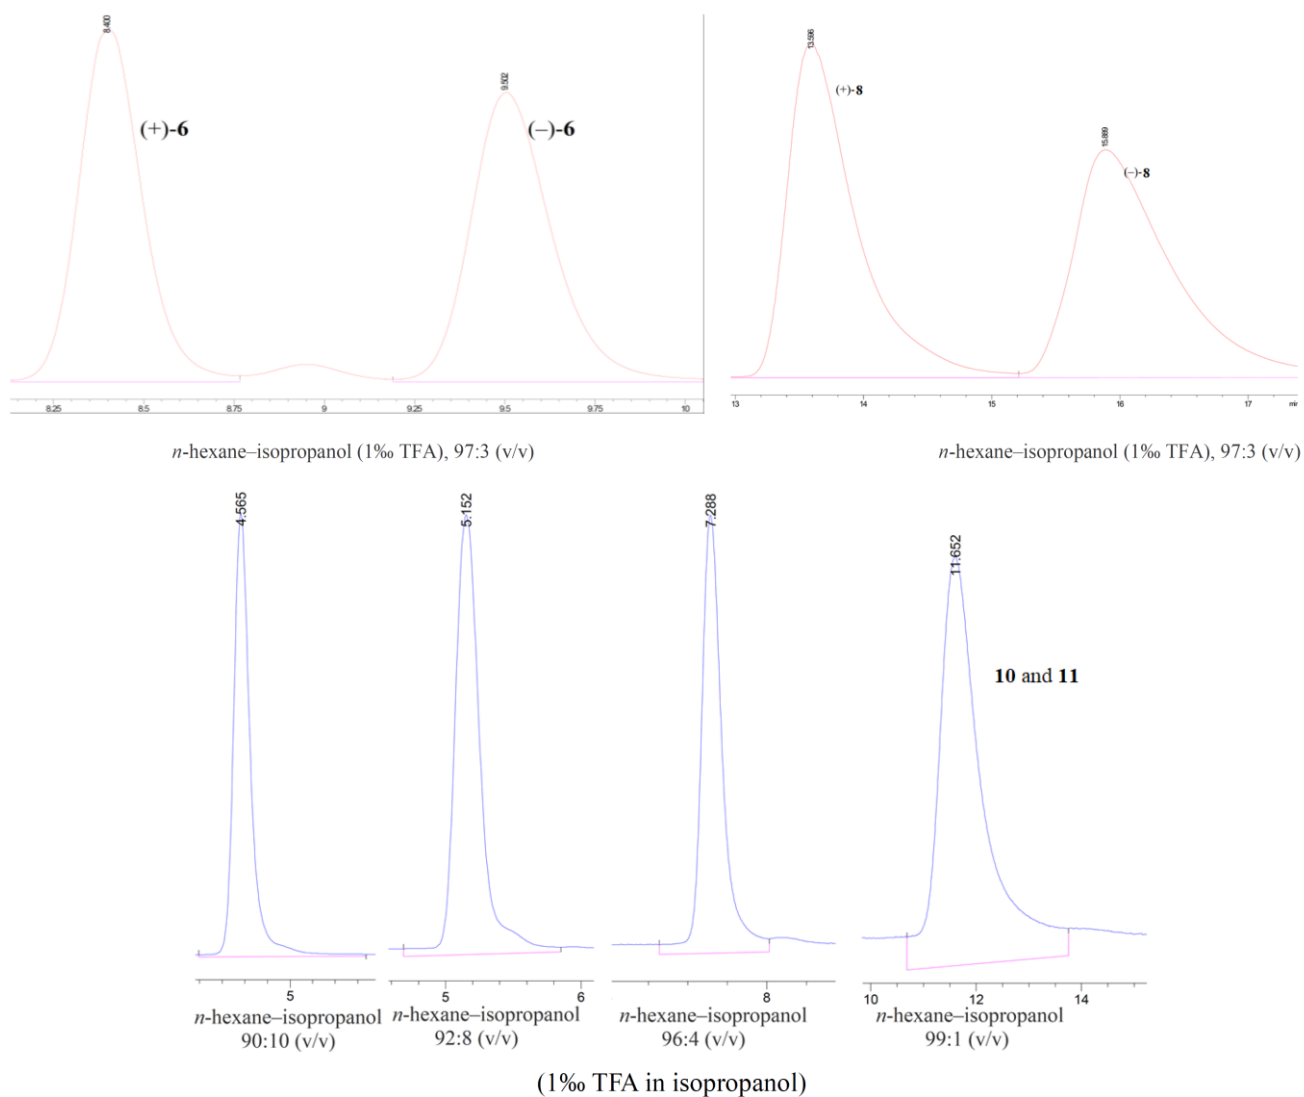 8.400
9.502
(+)-6
(−)-6
8.25 8.5 8.75 9 9.25 9.5 9.75 10
n-hexane–isopropanol (1‰ TFA), 97:3 (v/v)
13.596
15.889
(+)-8
(−)-8
13 14 15 16 17 min
n-hexane–isopropanol (1‰ TFA), 97:3 (v/v)
4.565
5.152
7.288
11.652
10 and 11
5
5 6
8
10 12 14
n-hexane–isopropanol
90:10 (v/v)
n-hexane–isopropanol
92:8 (v/v)
n-hexane–isopropanol
96:4 (v/v)
n-hexane–isopropanol
99:1 (v/v)
(1‰ TFA in isopropanol)